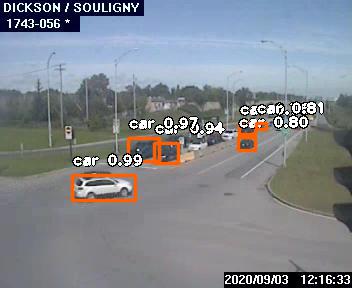 DICKSON / SOULIGNY
1743-056 *
car 0.81
car 0.97
car 0.94
car 0.80
car 0.99
2020/09/03 12:16:33